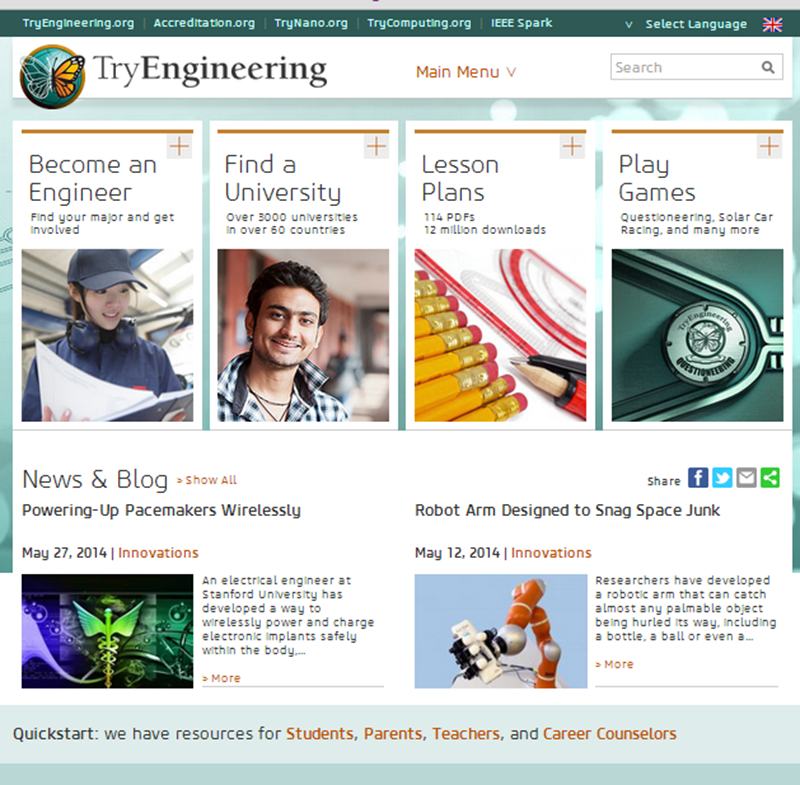 TryEngineering.org | Accreditation.org | TryNano.org | TryComputing.org | IEEE Spark
Select Language
TryEngineering
Main Menu
Search
Become an
Engineer
Find your major and get
involved
Find a
University
Over 3000 universities
in over 60 countries
Lesson
Plans
114 PDFs
12 million downloads
Play
Games
Questioneering, Solar Car
Racing, and many more
TryEngineering
QUESTIONEERING
News & Blog > Show All
Share
Powering-Up Pacemakers Wirelessly
May 27, 2014 | Innovations
An electrical engineer at
Stanford University has
developed a way to
wirelessly power and charge
electronic implants safely
within the body,...
> More
Robot Arm Designed to Snag Space Junk
May 12, 2014 | Innovations
Researchers have developed
a robotic arm that can catch
almost any palmable object
being hurled its way, including
a bottle, a ball or even a...
> More
Quickstart: we have resources for Students, Parents, Teachers, and Career Counselors